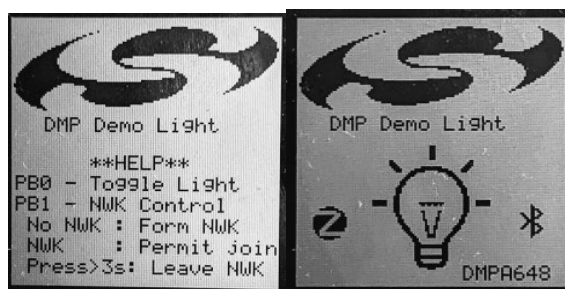 DMP Demo Light
**HELP**
PB0 - Toggle Light
PB1 - NWK Control
No NWK : Form NWK
NWK : Permit join
Press>3s: Leave NWK
DMP Demo Light
Z
DMPA648